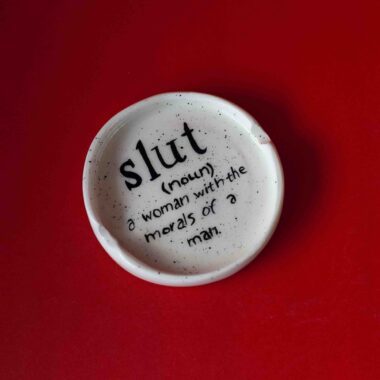 slut
(noun)
a woman with the
morals of a
man.